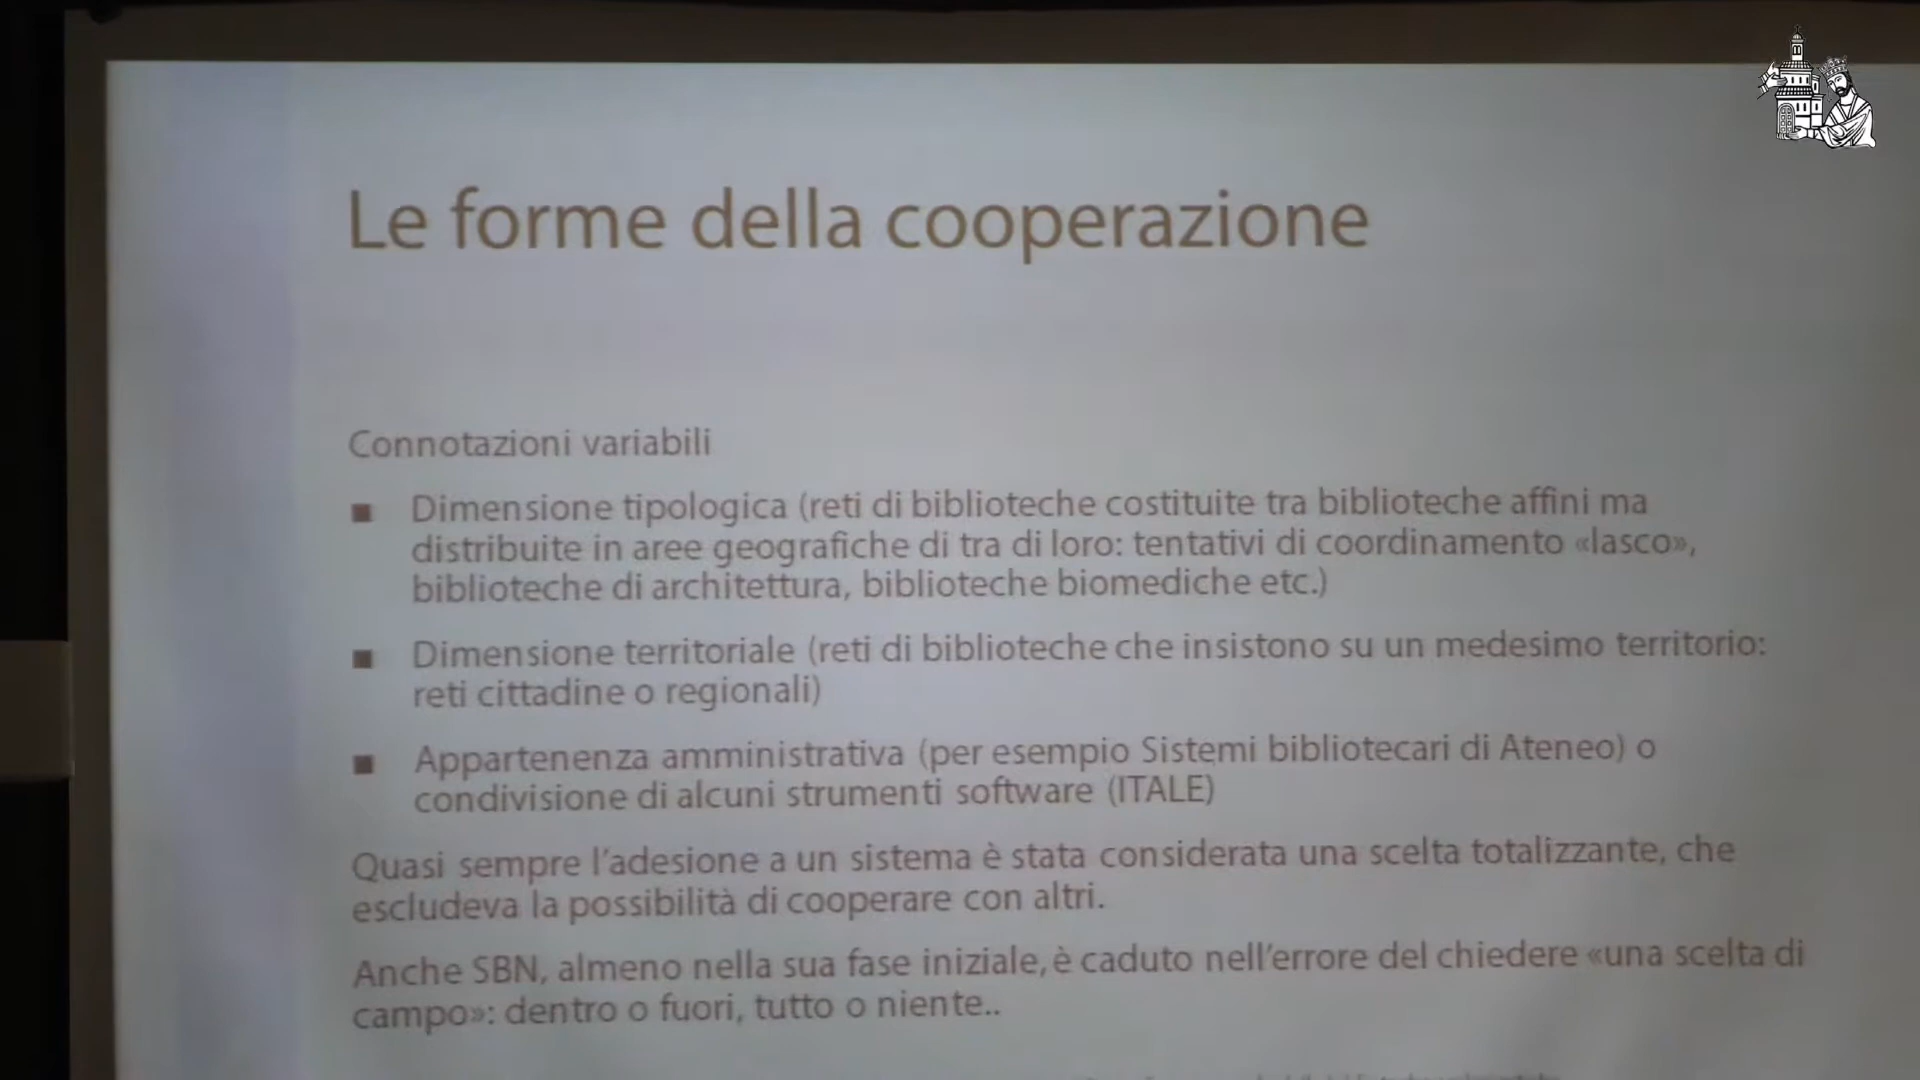 Le forme della cooperazione
Connotazioni variabili
Dimensione tipologica (reti di biblioteche costituite tra biblioteche affini ma
distribuite in aree geografiche di tra di loro: tentativi di coordinamento «lasco»,
biblioteche di architettura, biblioteche biomediche etc.)
Dimensione territoriale (reti di biblioteche che insistono su un medesimo territorio:
reti cittadine o regionali)
Appartenenza amministrativa (per esempio Sistemi bibliotecari di Ateneo) o
condivisione di alcuni strumenti software (ITALE)
Quasi sempre l'adesione a un sistema è stata considerata una scelta totalizzante, che
escludeva la possibilità di cooperare con altri.
Anche SBN, almeno nella sua fase iniziale, è caduto nell'errore del chiedere «una scelta di
campo»: dentro o fuori, tutto o niente..